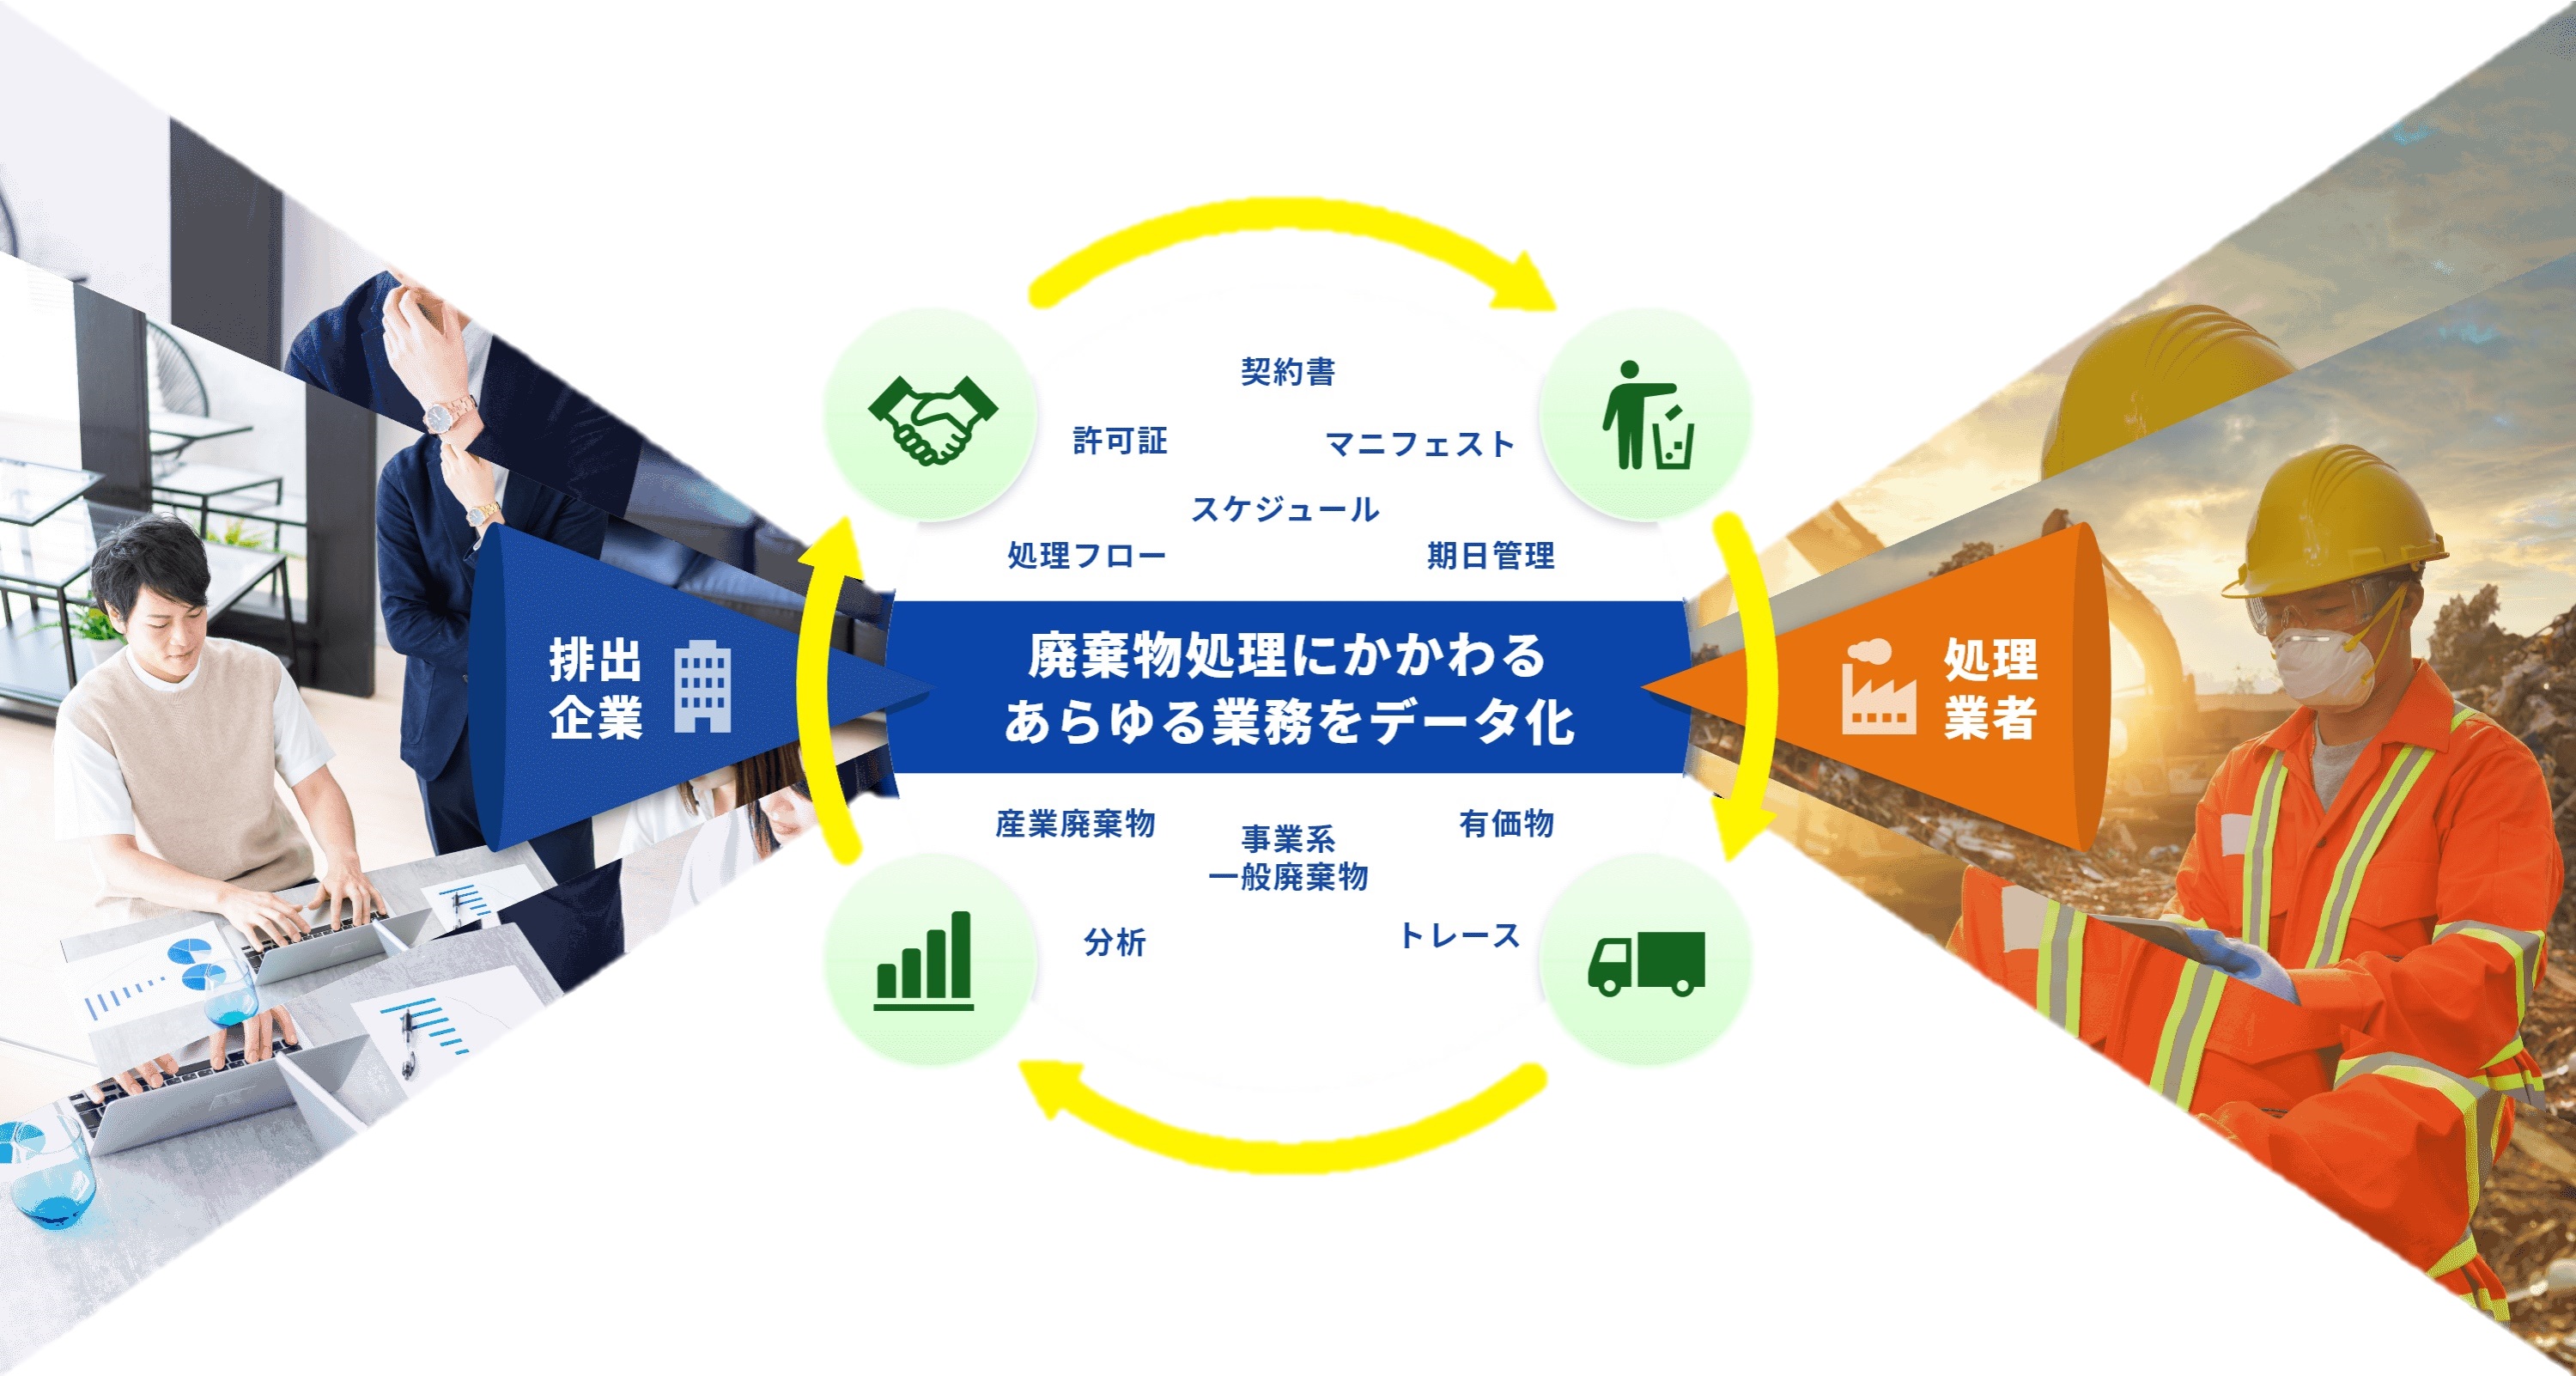 契約書
許可証
マニフェスト
スケジュール
処理フロー
期日管理
排出
企業
廃棄物処理にかかわる
あらゆる業務をデータ化
処理
業者
産業廃棄物
事業系
一般廃棄物
有価物
分析
トレース